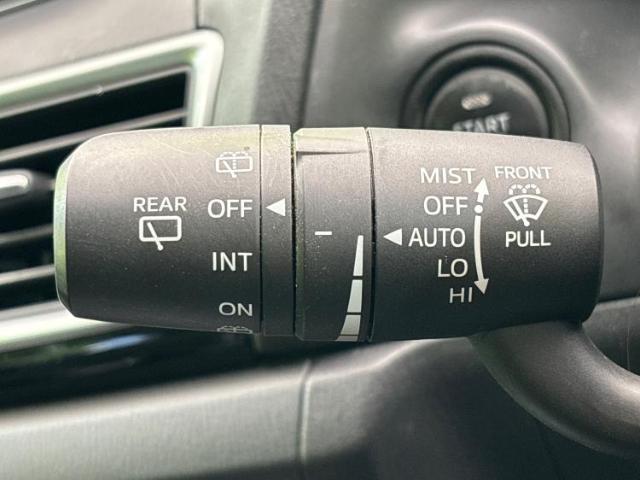 START
REAR
OFF
INT
ON
MIST
OFF
AUTO
LO
HI
FRONT
PULL